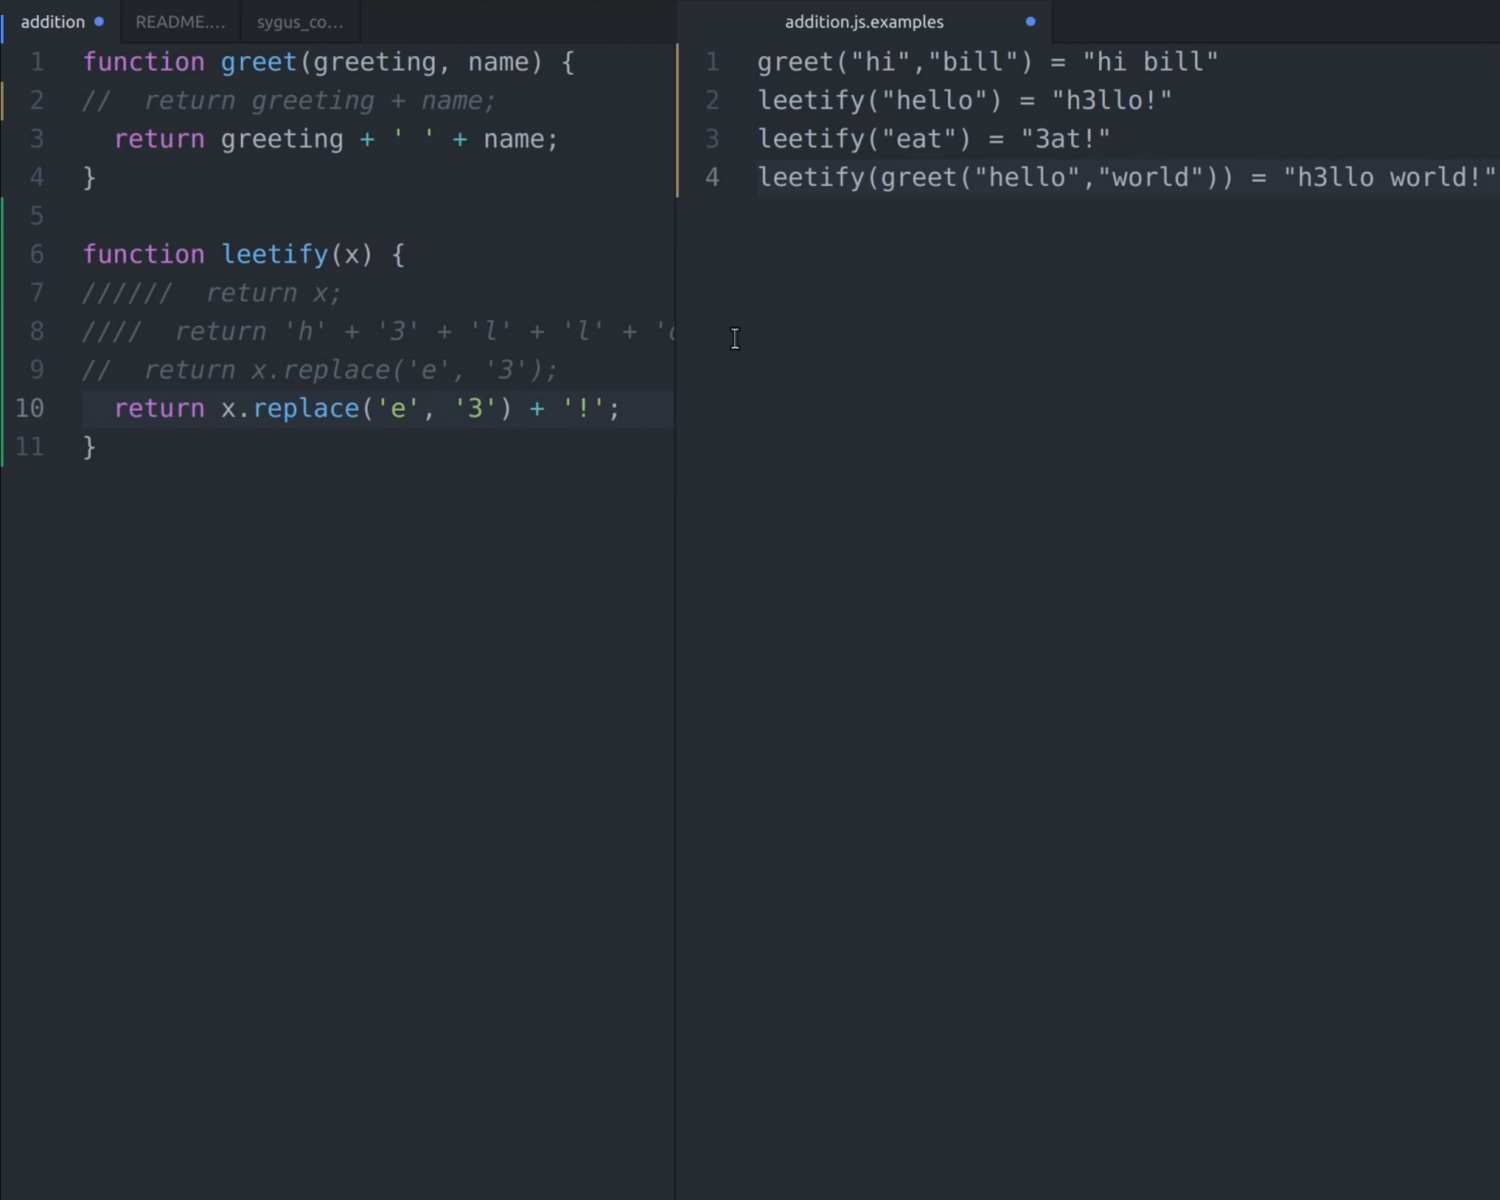 addition
README....
sygus_co...
1 function greet(greeting, name) {
2 //  return greeting + name;
3   return greeting + ' ' + name;
4 }
5
6 function leetify(x) {
7 //////  return x;
8 ////  return 'h' + '3' + 'l' + 'l' + '
9 //  return x.replace('e', '3');
10   return x.replace('e', '3') + '!';
11 }
addition.js.examples
1 greet("hi","bill") = "hi bill"
2 leetify("hello") = "h3llo!"
3 leetify("eat") = "3at!"
4 leetify(greet("hello","world")) = "h3llo world!"